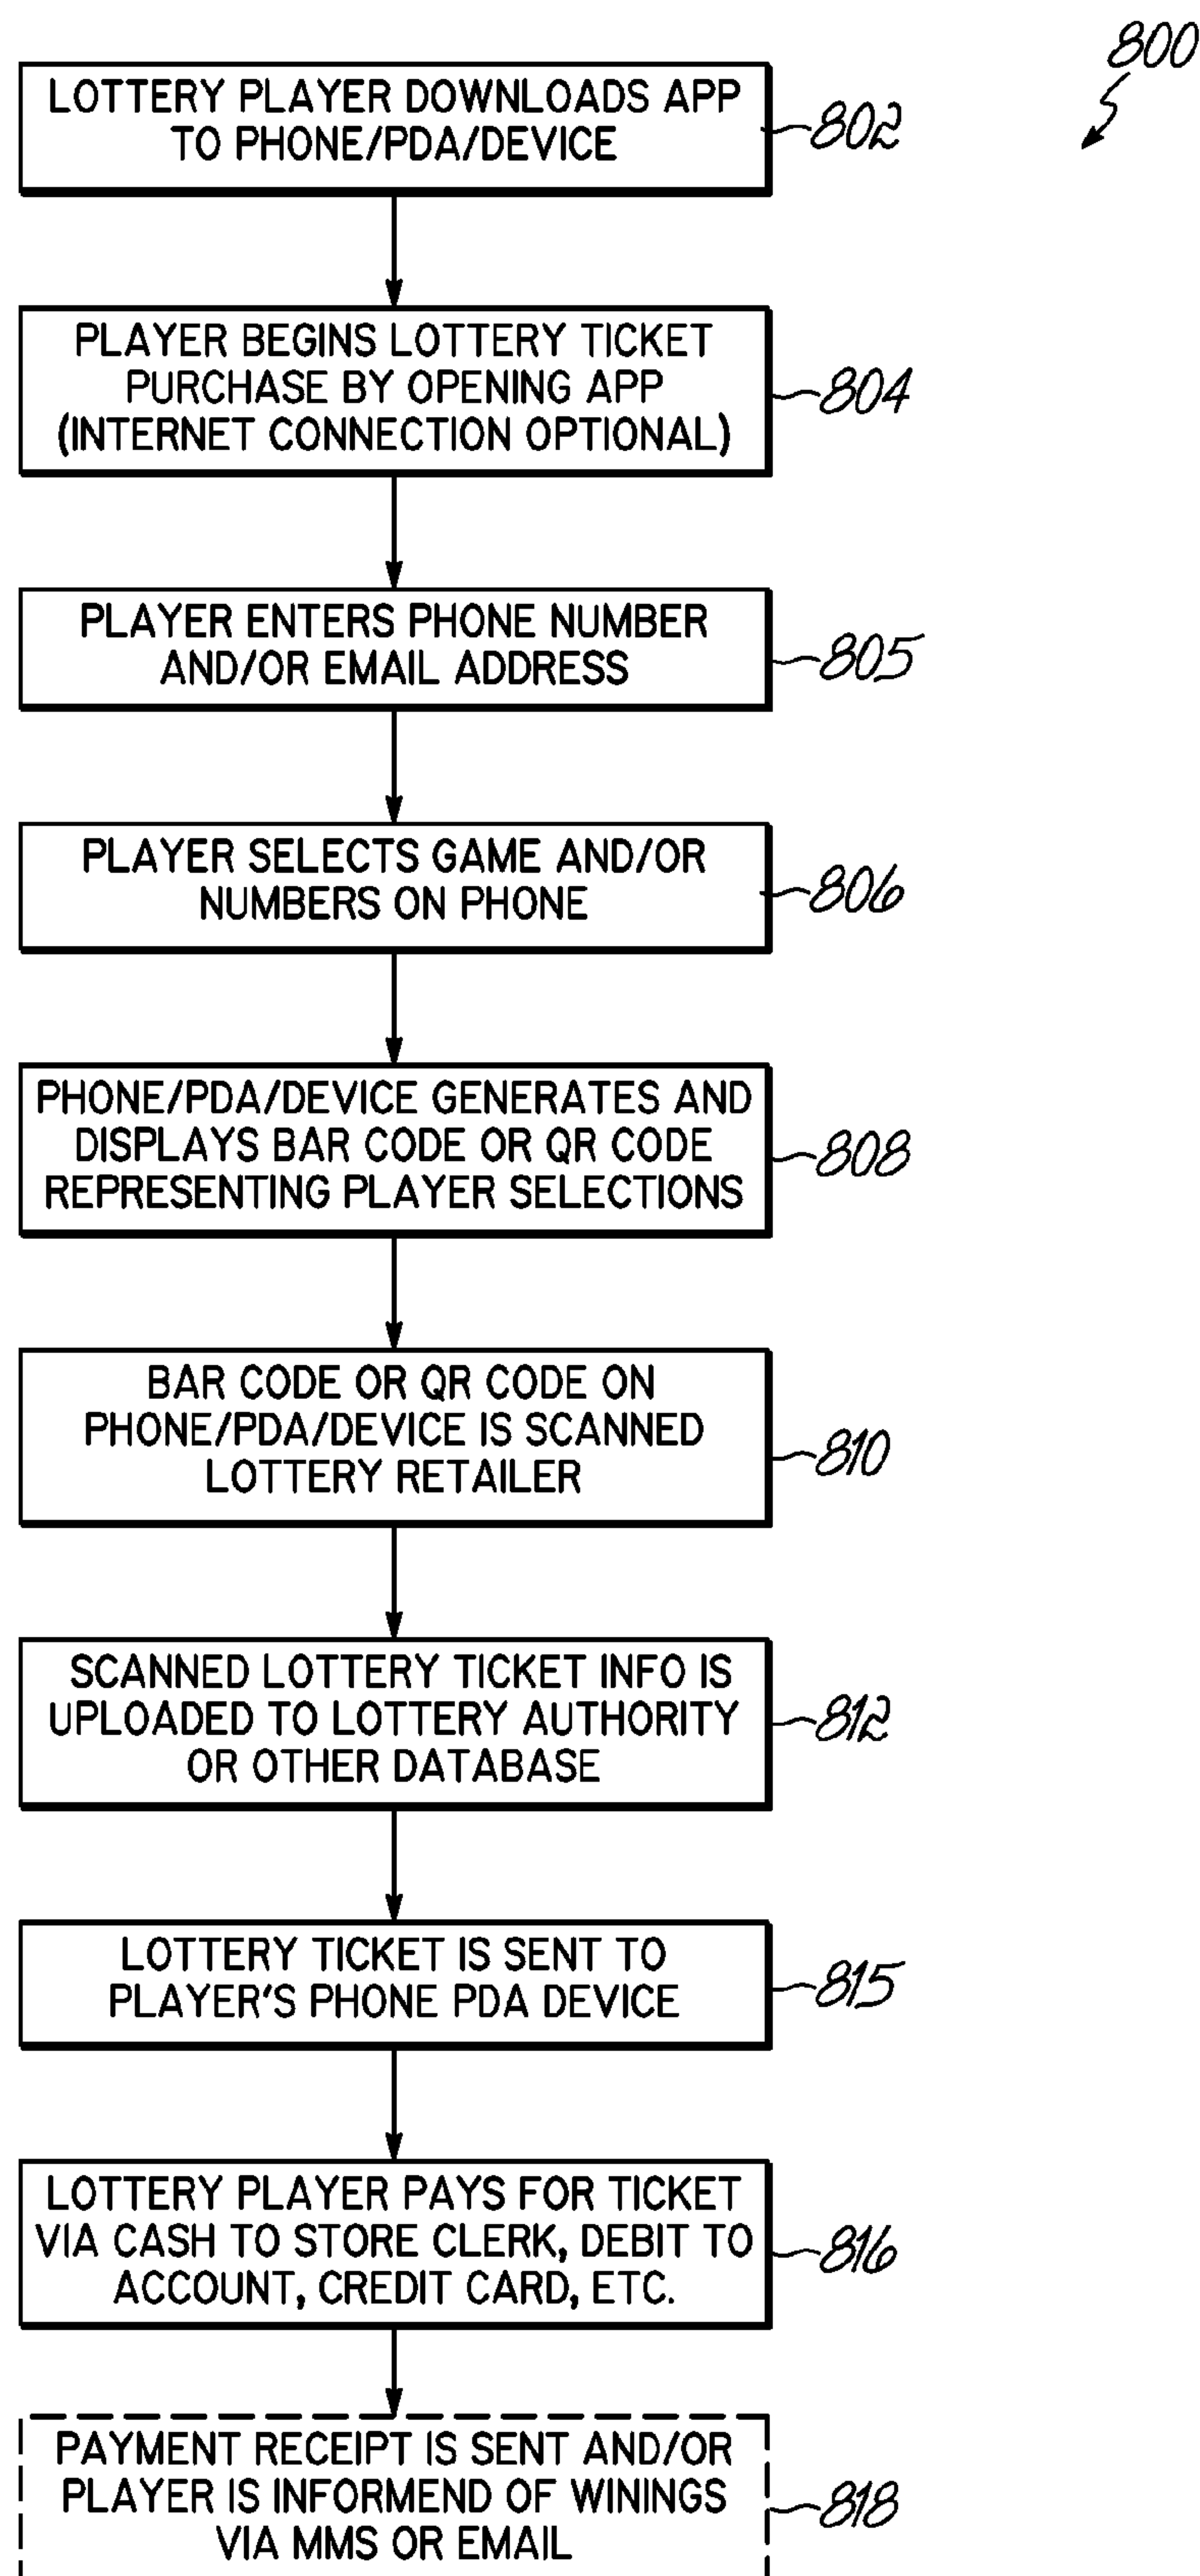 800
LOTTERY PLAYER DOWNLOADS APP
TO PHONE/PDA/DEVICE
802
PLAYER BEGINS LOTTERY TICKET
PURCHASE BY OPENING APP
(INTERNET CONNECTION OPTIONAL)
804
PLAYER ENTERS PHONE NUMBER
AND/OR EMAIL ADDRESS
805
PLAYER SELECTS GAME AND/OR
NUMBERS ON PHONE
806
PHONE/PDA/DEVICE GENERATES AND
DISPLAYS BAR CODE OR QR CODE
REPRESENTING PLAYER SELECTIONS
808
BAR CODE OR QR CODE ON
PHONE/PDA/DEVICE IS SCANNED
LOTTERY RETAILER
810
SCANNED LOTTERY TICKET INFO IS
UPLOADED TO LOTTERY AUTHORITY
OR OTHER DATABASE
812
LOTTERY TICKET IS SENT TO
PLAYER'S PHONE PDA DEVICE
815
LOTTERY PLAYER PAYS FOR TICKET
VIA CASH TO STORE CLERK, DEBIT TO
ACCOUNT, CREDIT CARD, ETC.
816
PAYMENT RECEIPT IS SENT AND/OR
PLAYER IS INFORMEND OF WININGS
VIA MMS OR EMAIL
818